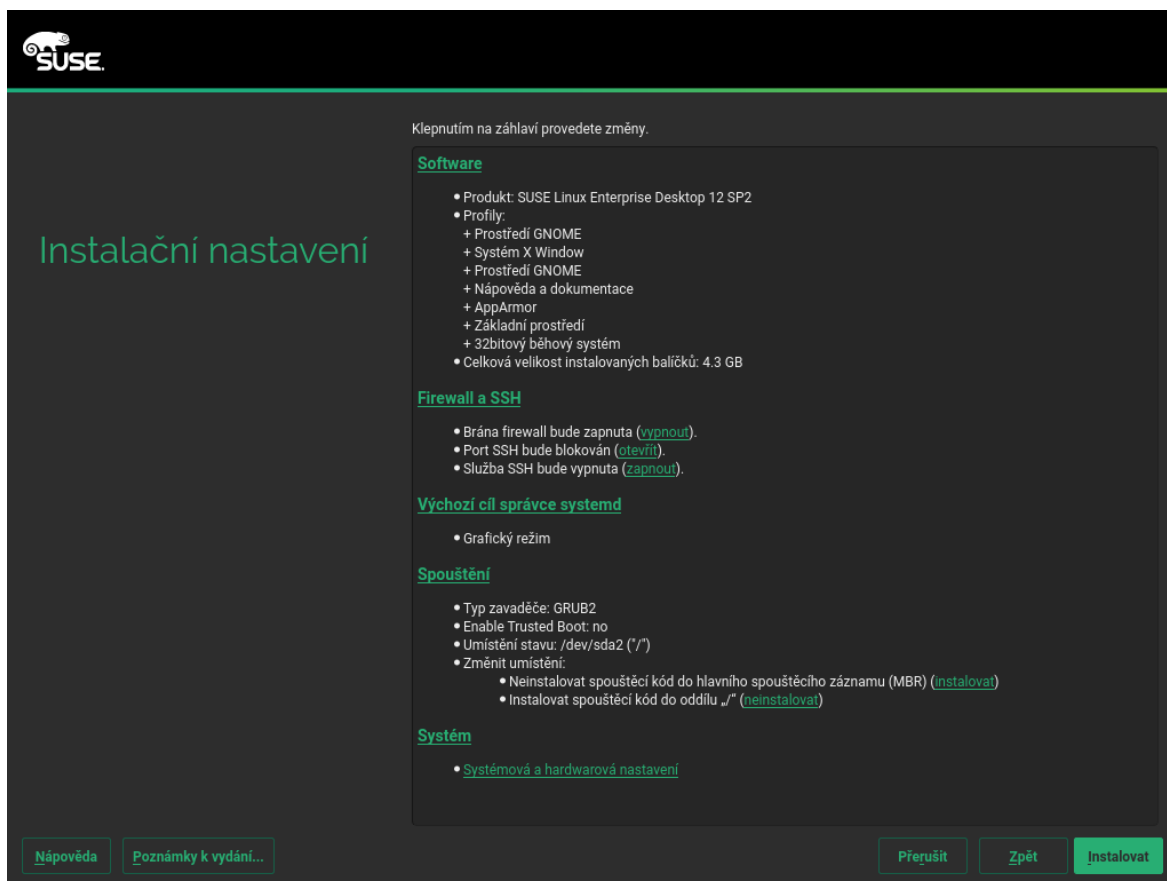 SUSE.
Klepnutím na záhlaví provedete změny.
Instalační nastavení
Software
Produkt: SUSE Linux Enterprise Desktop 12 SP2
Profily:
+ Prostředí GNOME
+ Systém X Window
+ Prostředí GNOME
+ Nápověda a dokumentace
+ AppArmor
+ Základní prostředí
+ 32bitový běhový systém
Celková velikost instalovaných balíčků: 4.3 GB
Firewall a SSH
Brána firewall bude zapnuta (vypnout).
Port SSH bude blokován (otevřít).
Služba SSH bude vypnuta (zapnout).
Výchozí cíl správce systemd
Grafický režim
Spouštění
Typ zavaděče: GRUB2
Enable Trusted Boot: no
Umístění stavu: /dev/sda2 ("/")
Změnit umístění:
Neinstalovat spouštěcí kód do hlavního spouštěcího záznamu (MBR) (instalovat)
Instalovat spouštěcí kód do oddílu „/“ (neinstalovat)
Systém
Systémová a hardwarová nastavení
Nápověda
Poznámky k vydání...
Přerušit
Zpět
Instalovat